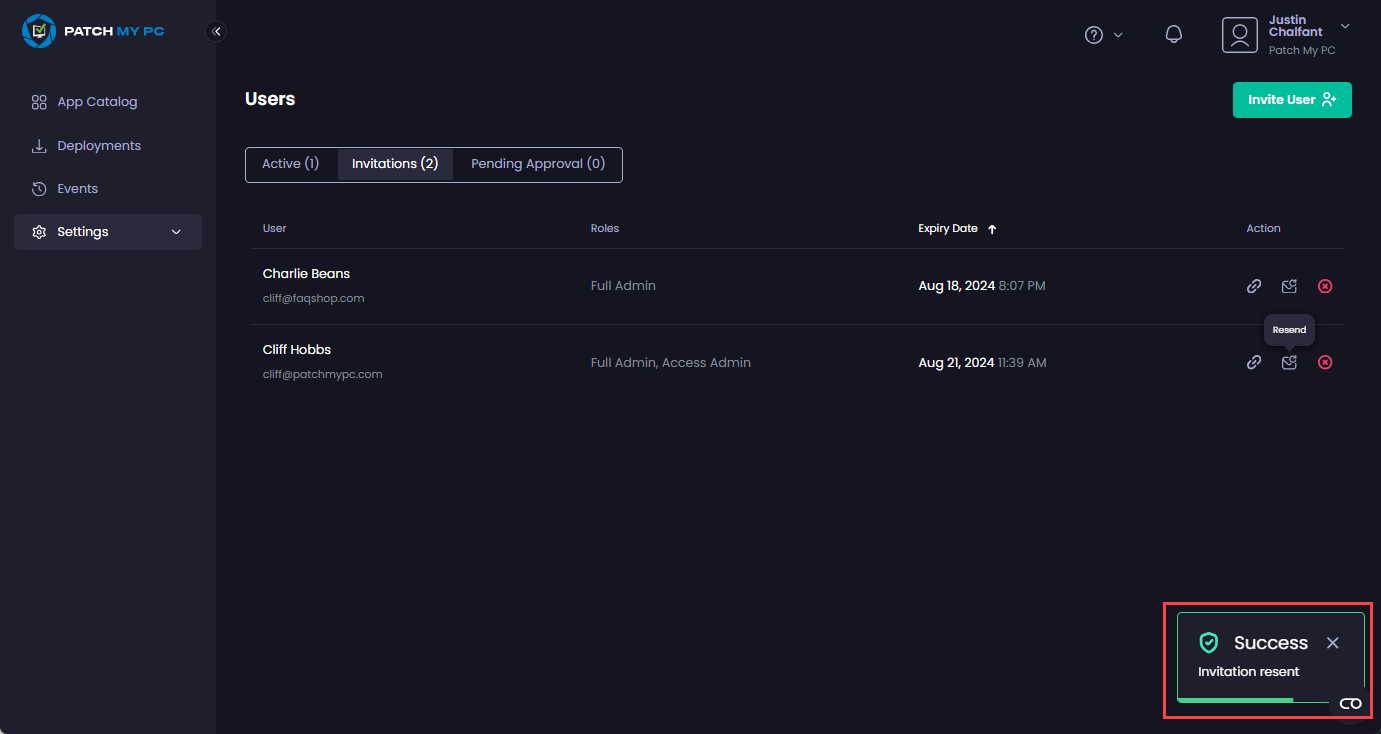 PATCH MY PC
Justin
Chalfant
Patch My PC
App Catalog
Deployments
Events
Settings
Users
Invite User
Active (1)
Invitations (2)
Pending Approval (0)
User
Roles
Expiry Date
Action
Charlie Beans
cliff@faqshop.com
Full Admin
Aug 18, 2024 8:07 PM
Resend
Cliff Hobbs
cliff@patchmypc.com
Full Admin, Access Admin
Aug 21, 2024 11:39 AM
Success
Invitation resent